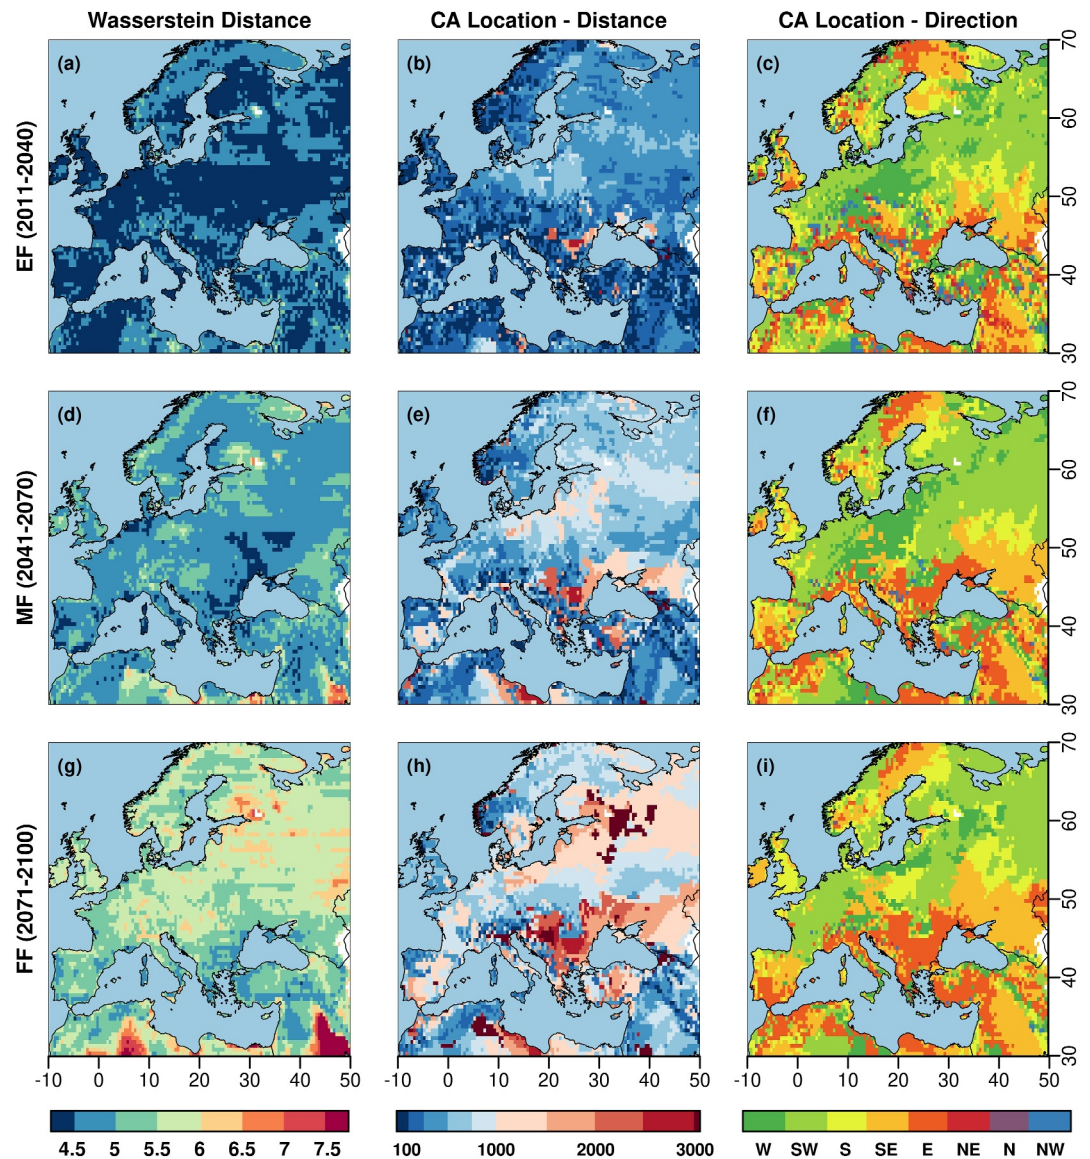 Wasserstein Distance CA Location - Distance CA Location - Direction
EF (2011-2040)
(a) (b) (c)
70
60
50
40
30
MF (2041-2070)
(d) (e) (f)
70
60
50
40
30
FF (2071-2100)
(g) (h) (i)
70
60
50
40
30
-10 0 10 20 30 40 50 -10 0 10 20 30 40 50 -10 0 10 20 30 40 50
4.5 5 5.5 6 6.5 7 7.5 100 1000 2000 3000 W SW S SE E NE N NW